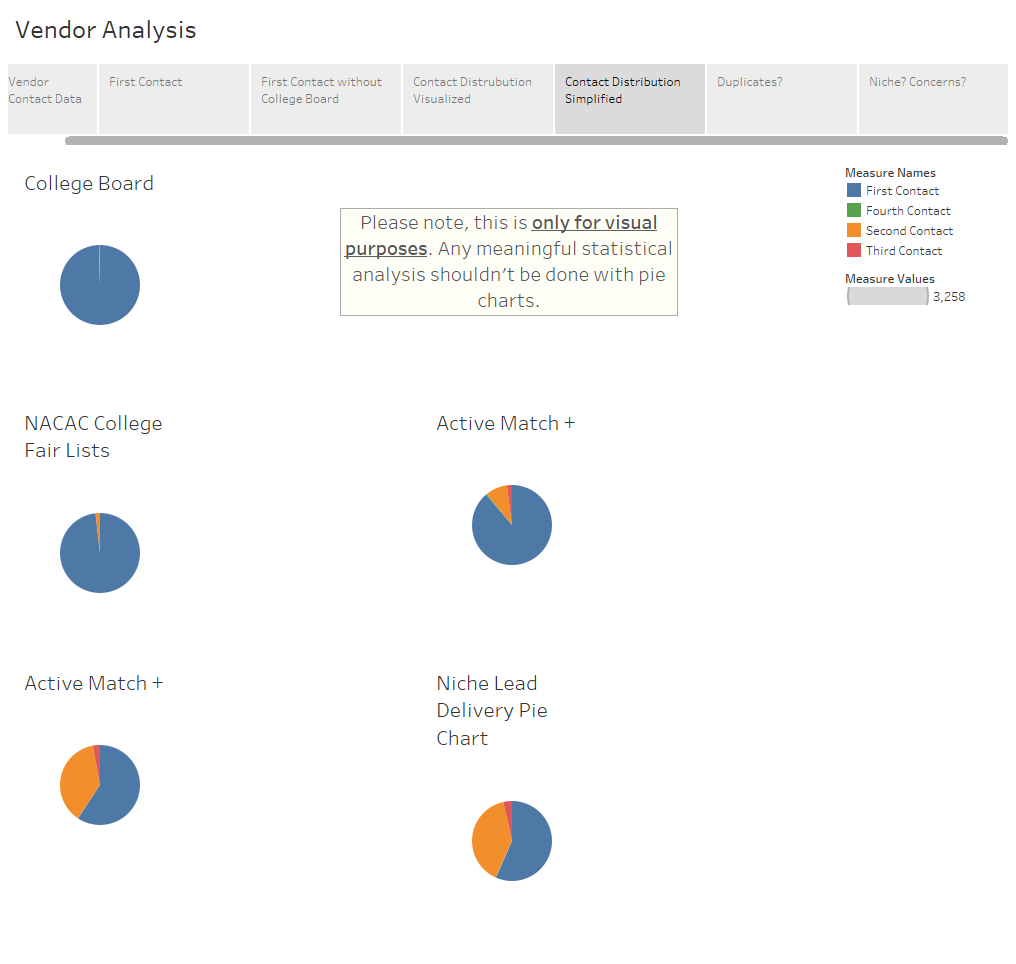 Vendor Analysis
Vendor
Contact Data
First Contact
First Contact without
College Board
Contact Distrubution
Visualized
Contact Distribution
Simplified
Duplicates?
Niche? Concerns?
College Board
Please note, this is only for visual
purposes. Any meaningful statistical
analysis shouldn't be done with pie
charts.
Measure Names
First Contact
Fourth Contact
Second Contact
Third Contact
Measure Values
3,258
NACAC College
Fair Lists
Active Match +
Active Match +
Niche Lead
Delivery Pie
Chart